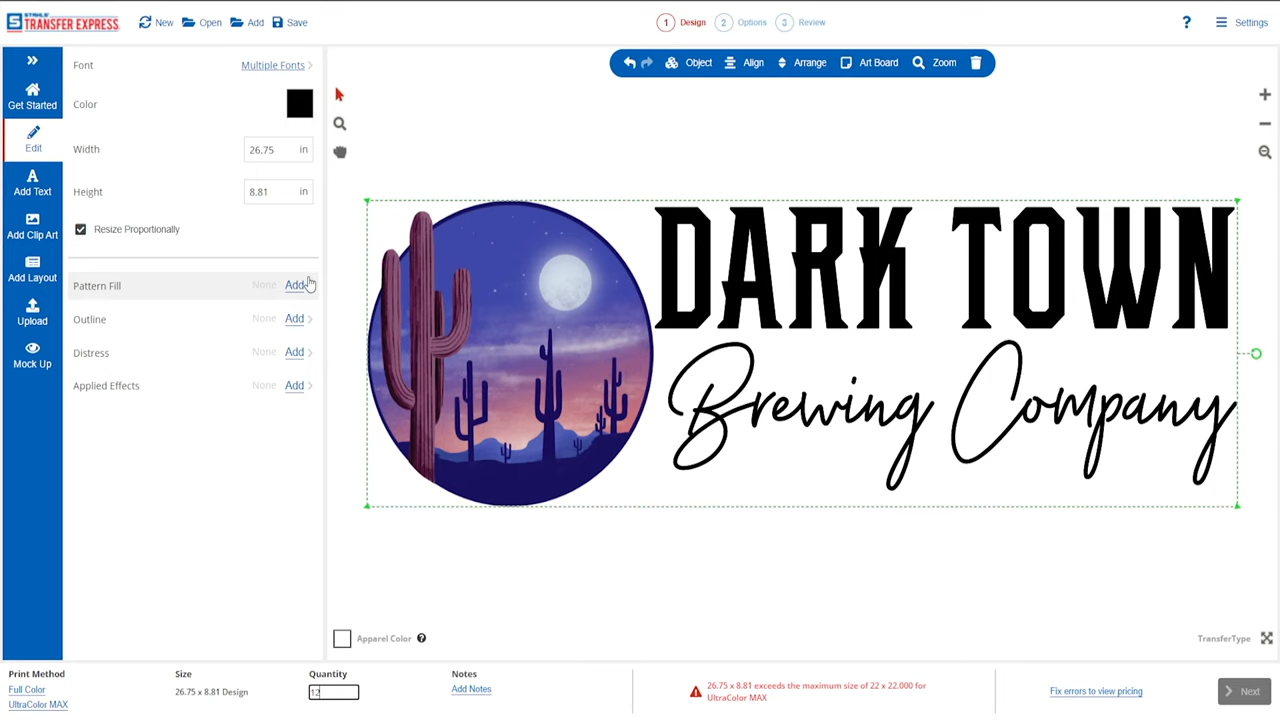 STAHLS'
TRANSFER EXPRESS
New
Open
Add
Save
1 Design
2 Options
3 Review
?
Settings
Get Started
Edit
Add Text
Add Clip Art
Add Layout
Upload
Mock Up
Font Multiple Fonts
Color
Width 26.75 in
Height 8.81 in
Resize Proportionally
Pattern Fill None Add
Outline None Add
Distress None Add
Applied Effects None Add
Object
Align
Arrange
Art Board
Zoom
DARK TOWN
Brewing Company
Apparel Color ?
TransferType
Print Method
Full Color
UltraColor MAX
Size
26.75 x 8.81 Design
Quantity
12
Notes
Add Notes
26.75 x 8.81 exceeds the maximum size of 22 x 22.000 for
UltraColor MAX
Fix errors to view pricing
Next